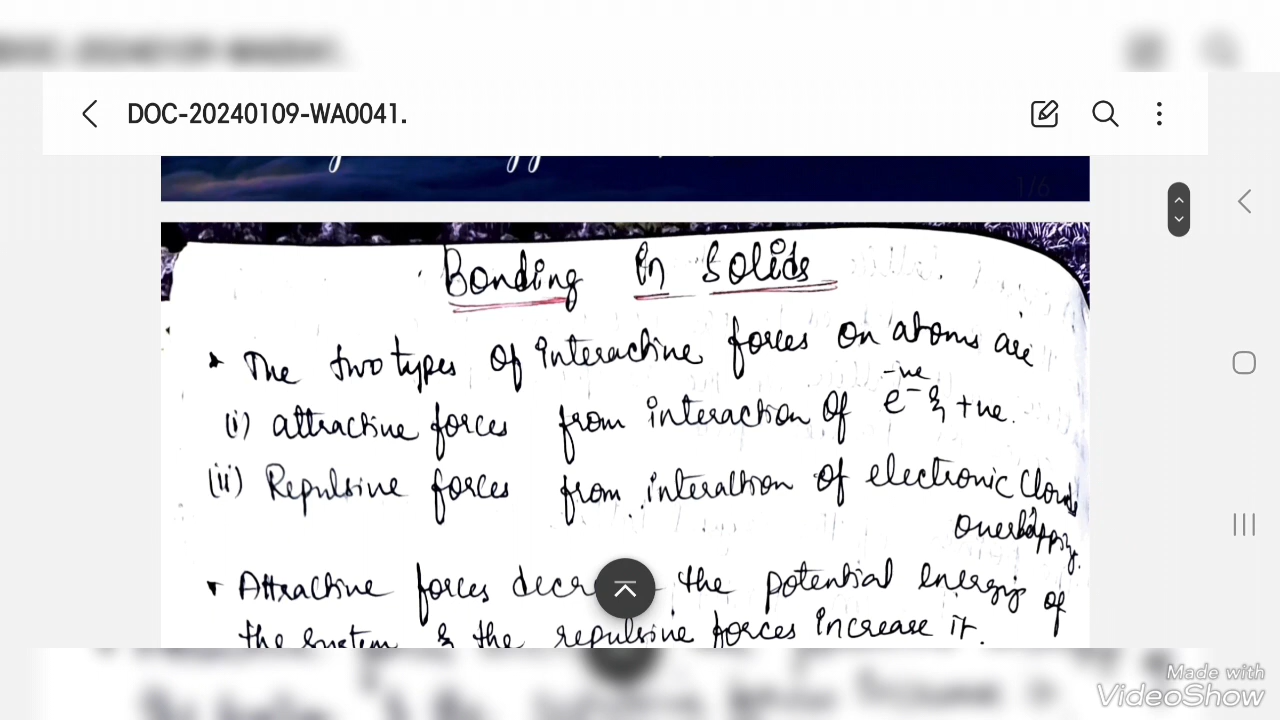 DOC-20240109-WA0041.
1/6
Bonding in Solids
The two types of interactive forces on atoms are
-ve
(i) attractive forces from interaction of e⁻ & +ve.
(ii) Repulsive forces from interaction of electronic clouds
overlapping.
Attractive forces the potential energy of
the system & the repulsive forces increase it.
Made with
VideoShow